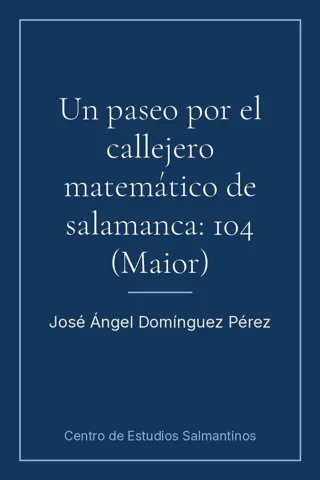 Un paseo por el
callejero
matemático de
salamanca: 104
(Maior)
José Ángel Domínguez Pérez
Centro de Estudios Salmantinos